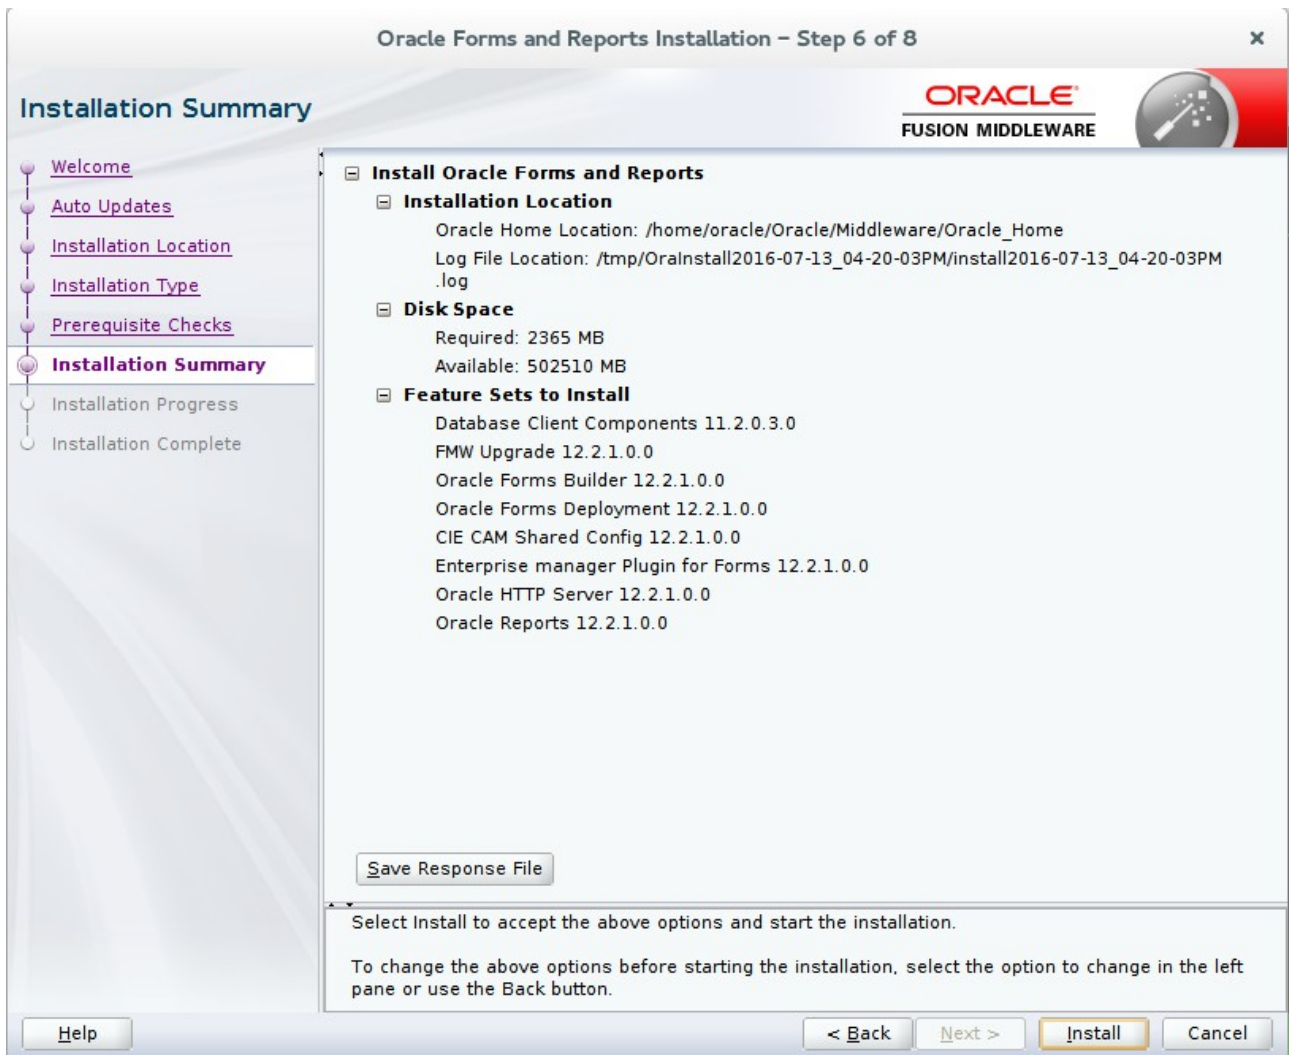 Oracle Forms and Reports Installation – Step 6 of 8
Installation Summary
ORACLE
FUSION MIDDLEWARE
Welcome
Auto Updates
Installation Location
Installation Type
Prerequisite Checks
Installation Summary
Installation Progress
Installation Complete
Install Oracle Forms and Reports
Installation Location
Oracle Home Location: /home/oracle/Oracle/Middleware/Oracle_Home
Log File Location: /tmp/OraInstall2016-07-13_04-20-03PM/install2016-07-13_04-20-03PM
.log
Disk Space
Required: 2365 MB
Available: 502510 MB
Feature Sets to Install
Database Client Components 11.2.0.3.0
FMW Upgrade 12.2.1.0.0
Oracle Forms Builder 12.2.1.0.0
Oracle Forms Deployment 12.2.1.0.0
CIE CAM Shared Config 12.2.1.0.0
Enterprise manager Plugin for Forms 12.2.1.0.0
Oracle HTTP Server 12.2.1.0.0
Oracle Reports 12.2.1.0.0
Save Response File
Select Install to accept the above options and start the installation.
To change the above options before starting the installation, select the option to change in the left
pane or use the Back button.
Help
< Back
Next >
Install
Cancel